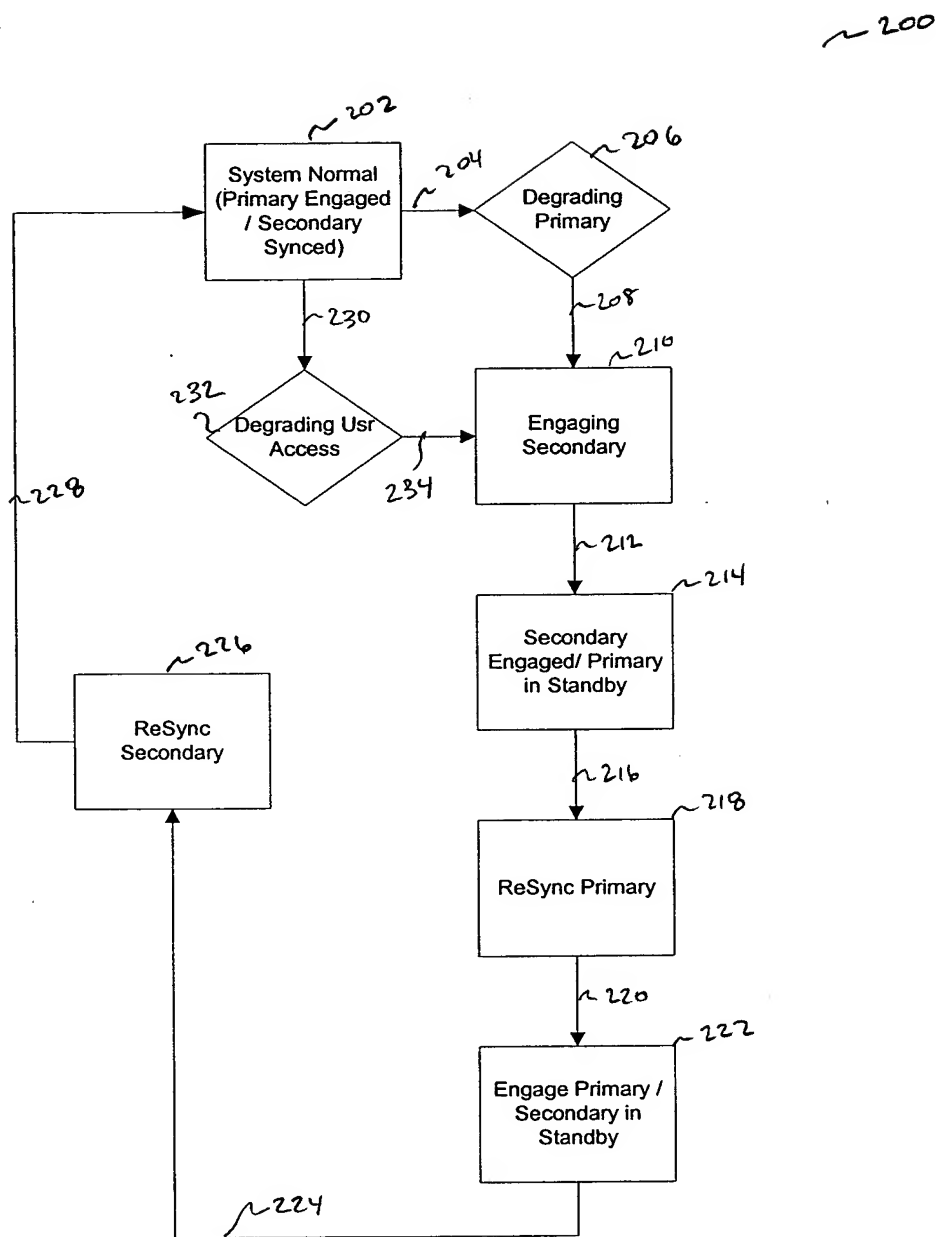 200
202
System Normal
(Primary Engaged
/ Secondary
Synced)
204
206
Degrading
Primary
230
208
210
232
Degrading Usr
Access
234
Engaging
Secondary
228
212
214
Secondary
Engaged/ Primary
in Standby
226
ReSync
Secondary
216
218
ReSync Primary
220
222
Engage Primary /
Secondary in
Standby
224